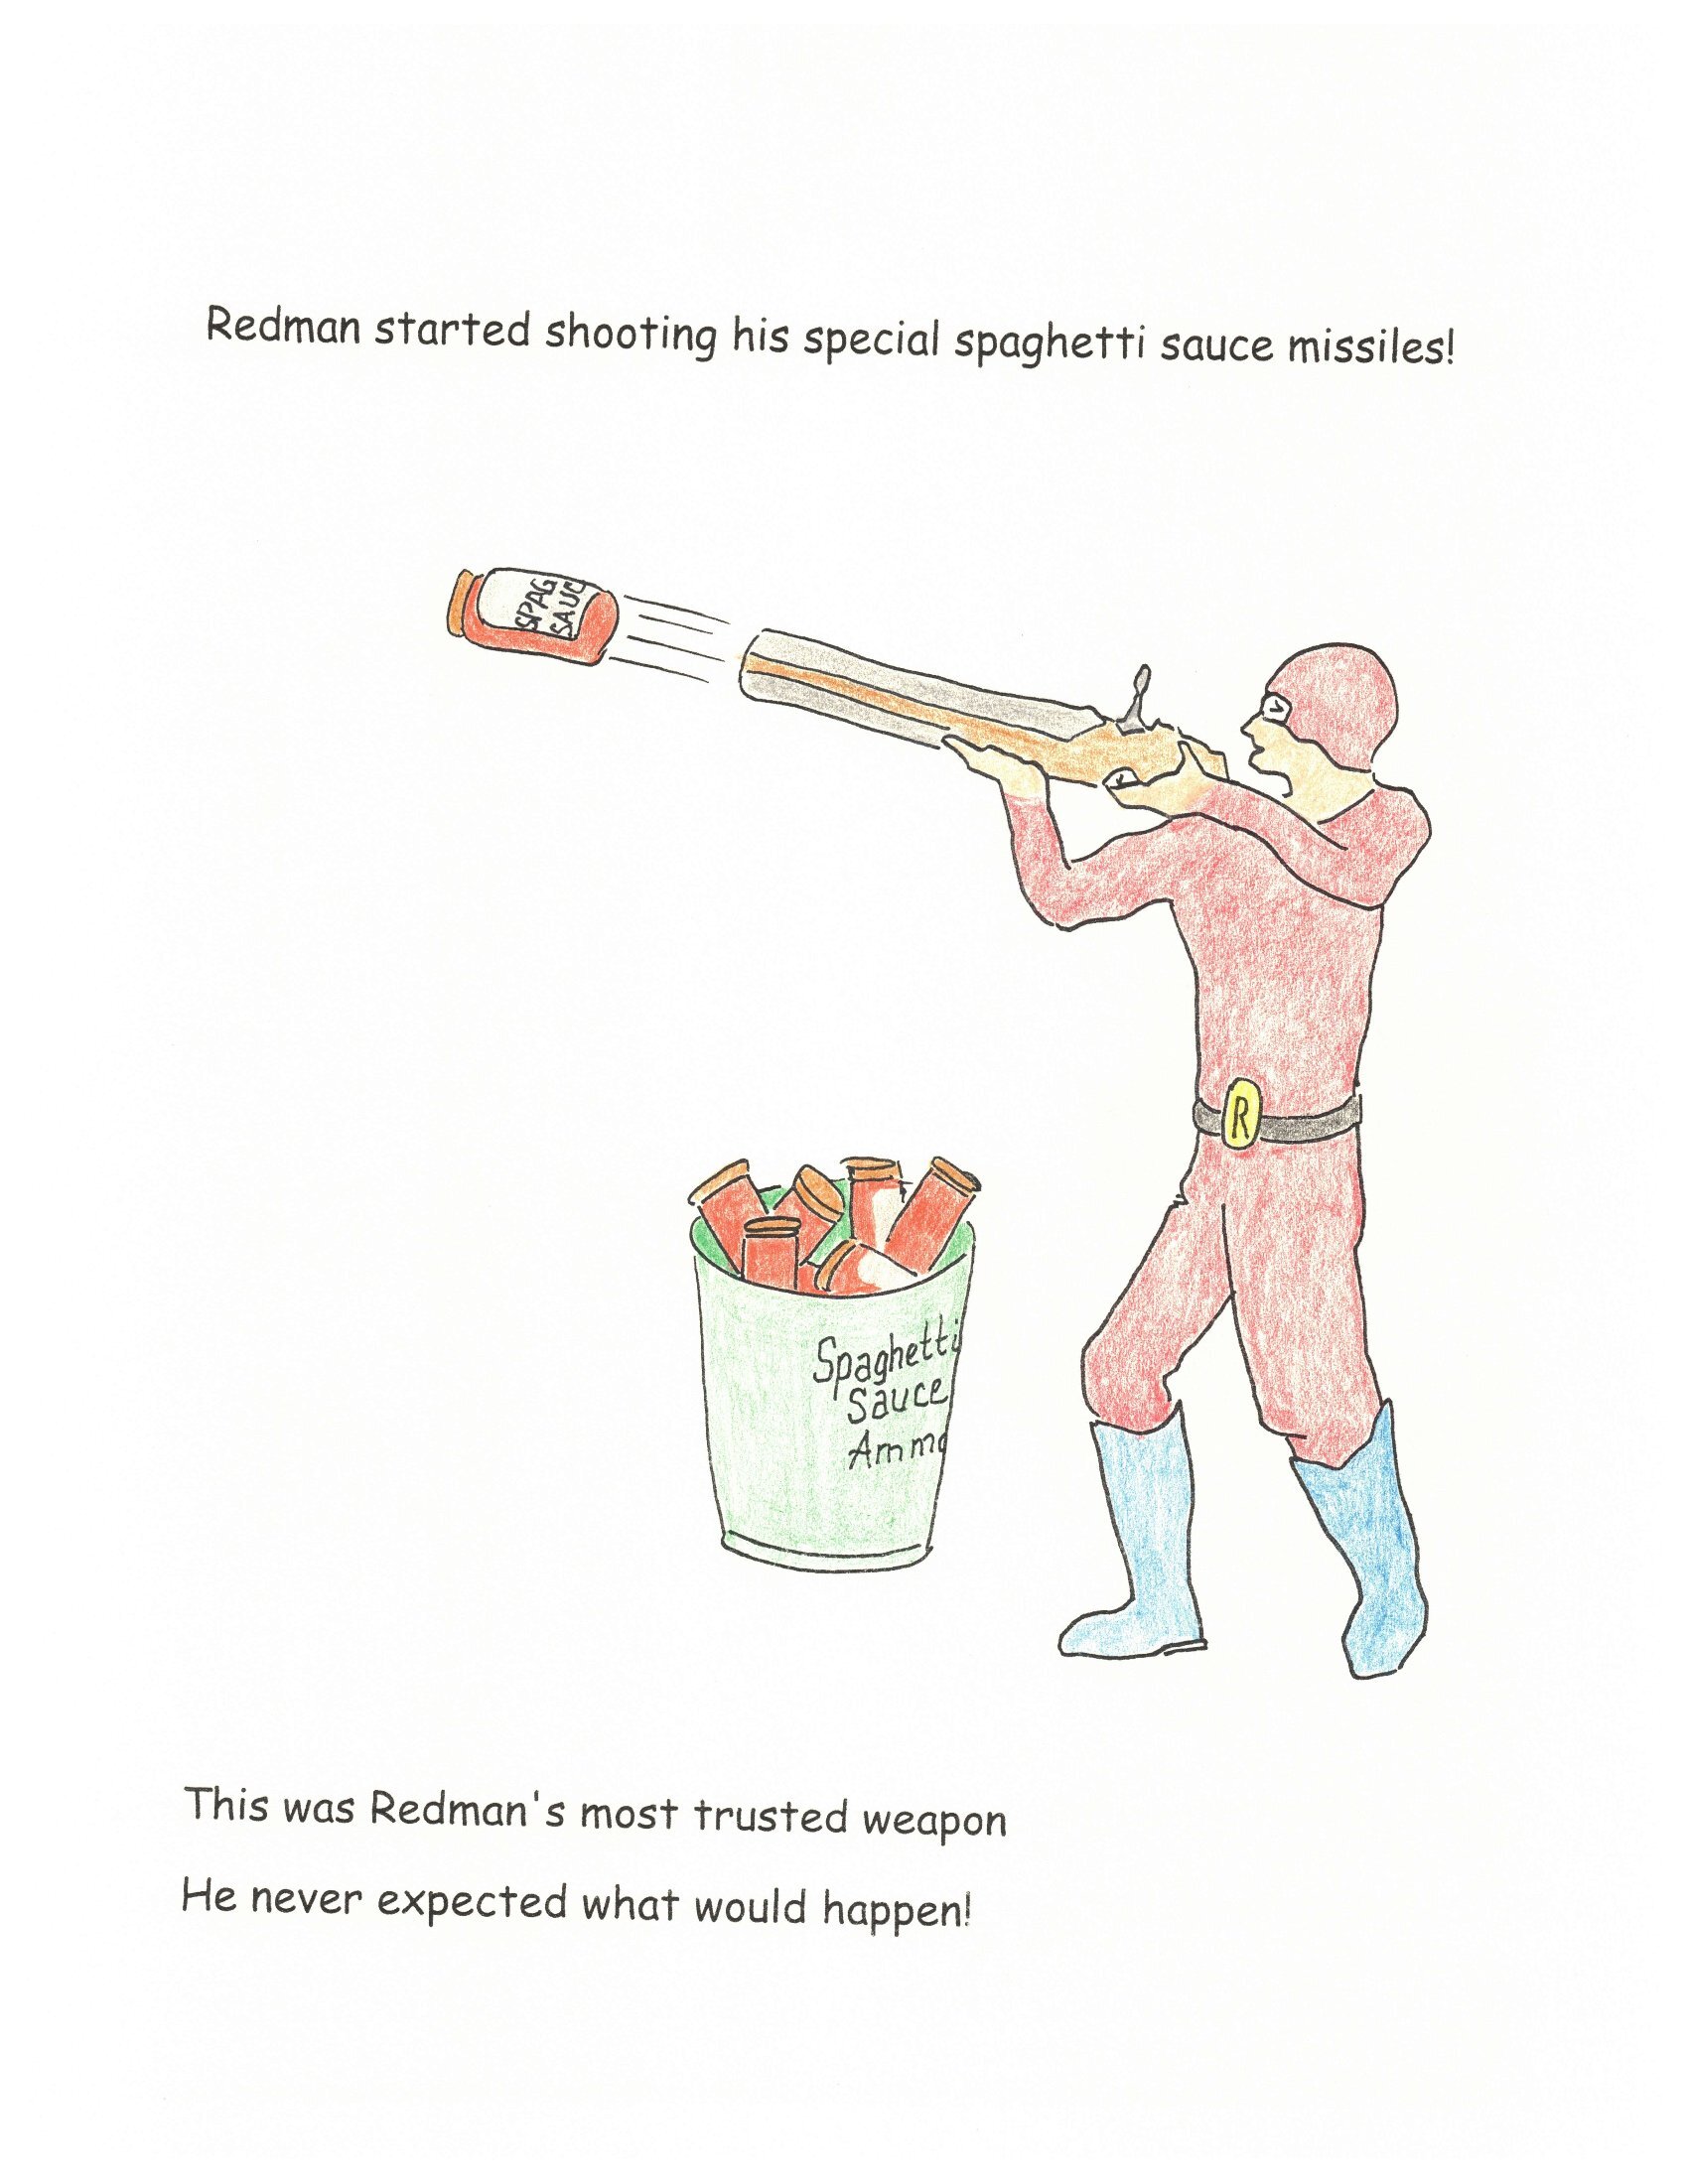 Redman started shooting his special spaghetti sauce missiles!
SPAG
SAUC
R
Spaghetti
Sauce
Ammo
This was Redman's most trusted weapon
He never expected what would happen!